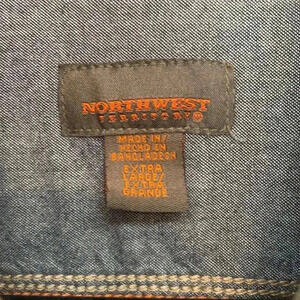 NORTHWEST
TERRITORY®
MADE IN/
HECHO EN
BANGLADESH
EXTRA
LARGE/
EXTRA
GRANDE